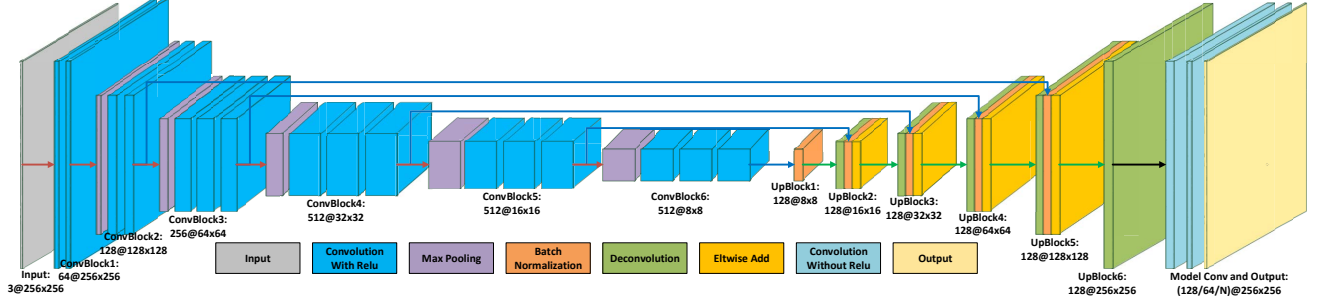 Input:
3@256x256
ConvBlock1:
64@256x256
ConvBlock2:
128@128x128
ConvBlock3:
256@64x64
ConvBlock4:
512@32x32
ConvBlock5:
512@16x16
ConvBlock6:
512@8x8
UpBlock1:
128@8x8
UpBlock2:
128@16x16
UpBlock3:
128@32x32
UpBlock4:
128@64x64
UpBlock5:
128@128x128
UpBlock6:
128@256x256
Model Conv and Output:
(128/64/N)@256x256
Input
Convolution
With Relu
Max Pooling
Batch
Normalization
Deconvolution
Eltwise Add
Convolution
Without Relu
Output